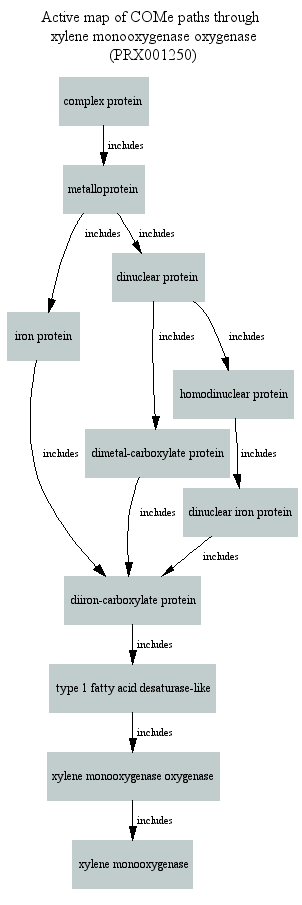 Active map of COMe paths through
xylene monooxygenase oxygenase
(PRX001250)
complex protein
includes
metalloprotein
includes
includes
dinuclear protein
iron protein
includes
includes
homodinuclear protein
includes
dimetal-carboxylate protein
includes
dinuclear iron protein
includes
includes
diiron-carboxylate protein
includes
type 1 fatty acid desaturase-like
includes
xylene monooxygenase oxygenase
includes
xylene monooxygenase